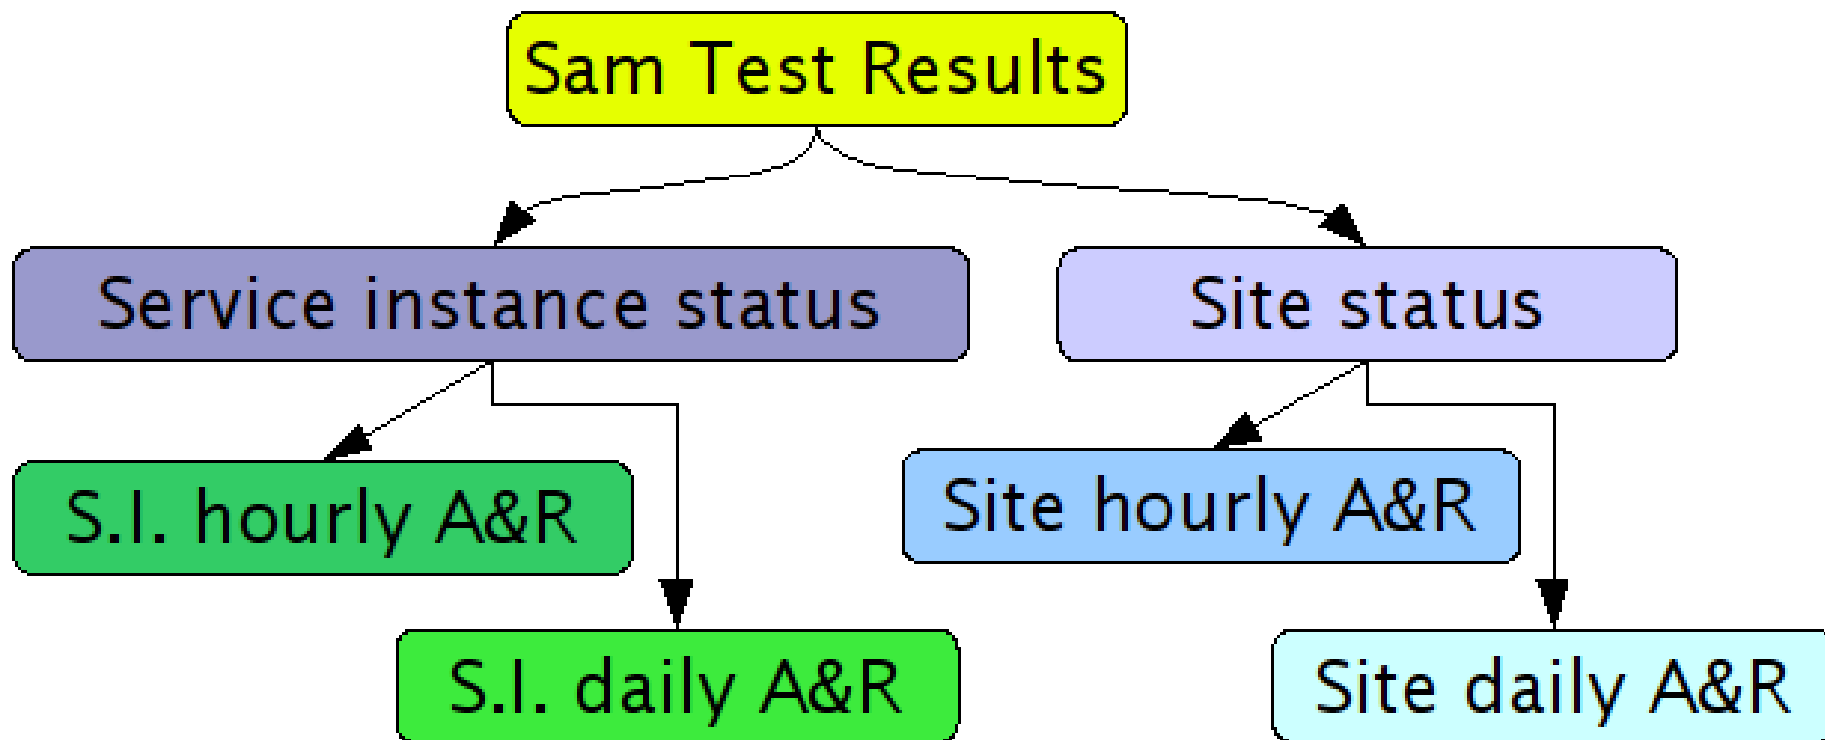 Sam Test Results
Service instance status
Site status
S.I. hourly A&R
Site hourly A&R
S.I. daily A&R
Site daily A&R